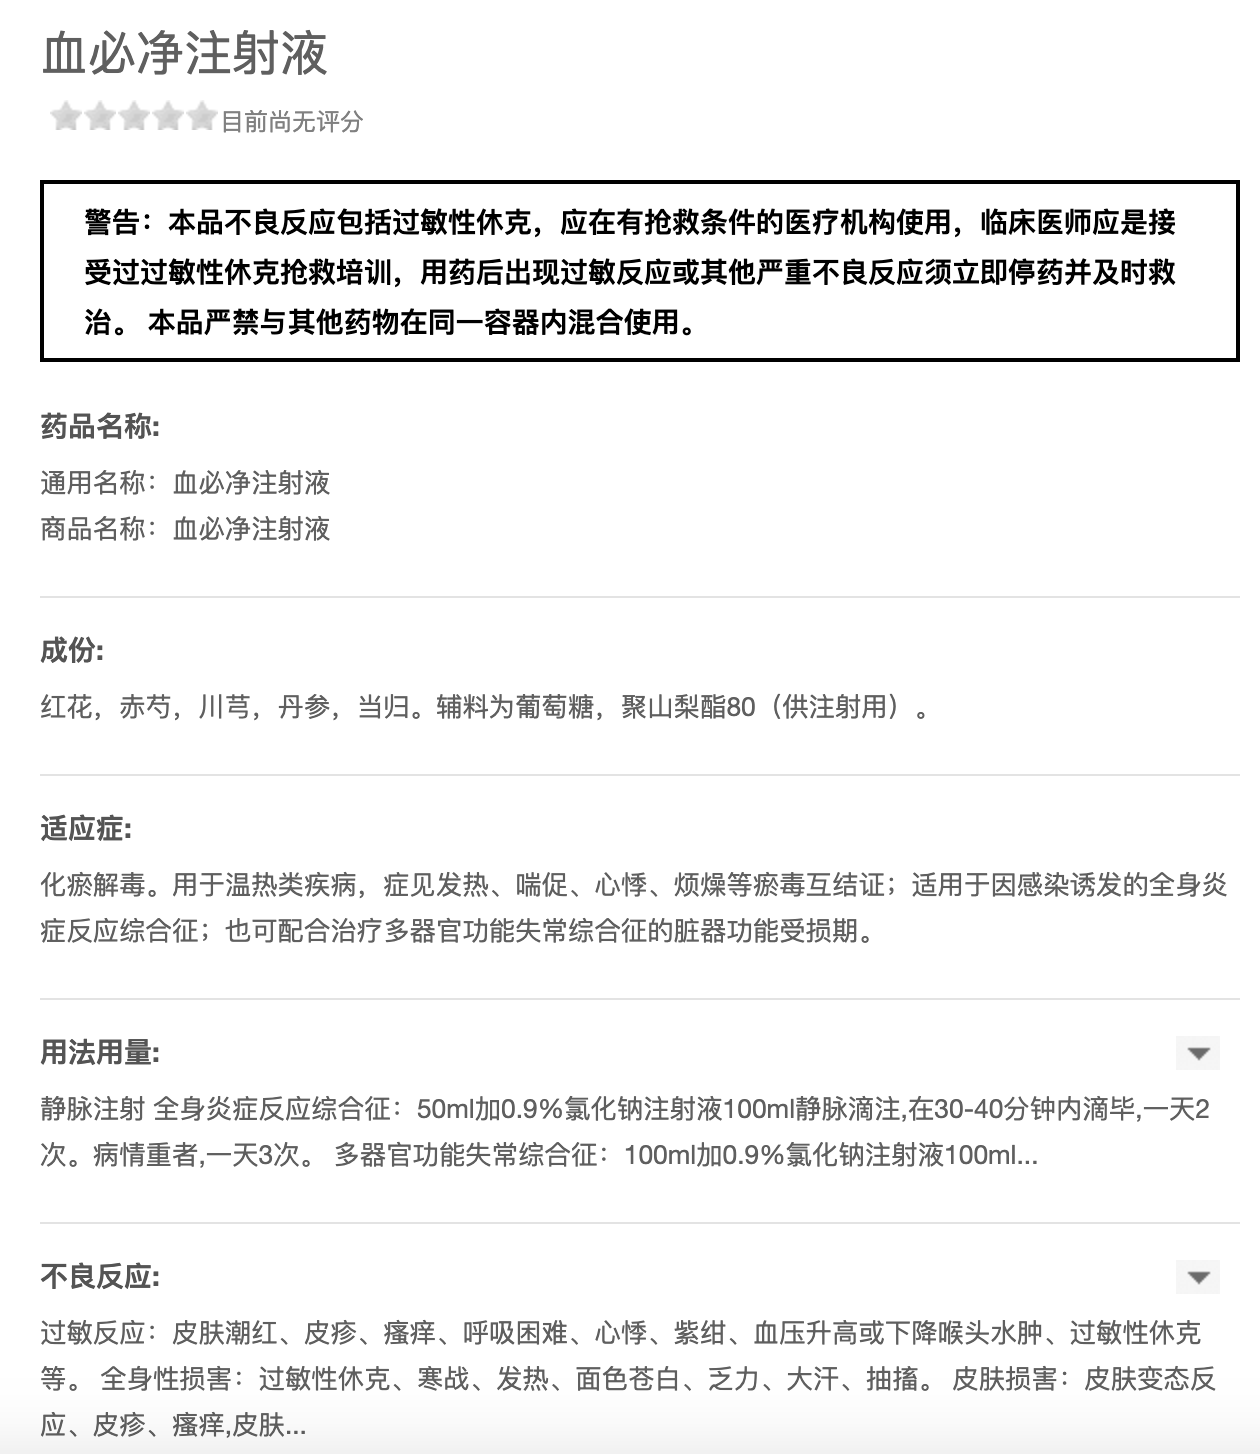 血必净注射液
目前尚无评分
警告：本品不良反应包括过敏性休克，应在有抢救条件的医疗机构使用，临床医师应是接
受过过敏性休克抢救培训，用药后出现过敏反应或其他严重不良反应须立即停药并及时救
治。 本品严禁与其他药物在同一容器内混合使用。
药品名称:
通用名称：血必净注射液
商品名称：血必净注射液
成份:
红花，赤芍，川芎，丹参，当归。辅料为葡萄糖，聚山梨酯80（供注射用）。
适应症:
化瘀解毒。用于温热类疾病，症见发热、喘促、心悸、烦燥等瘀毒互结证；适用于因感染诱发的全身炎
症反应综合征；也可配合治疗多器官功能失常综合征的脏器功能受损期。
用法用量:
静脉注射 全身炎症反应综合征：50ml加0.9%氯化钠注射液100ml静脉滴注,在30-40分钟内滴毕,一天2
次。病情重者,一天3次。 多器官功能失常综合征：100ml加0.9%氯化钠注射液100ml...
不良反应:
过敏反应：皮肤潮红、皮疹、瘙痒、呼吸困难、心悸、紫绀、血压升高或下降喉头水肿、过敏性休克
等。 全身性损害：过敏性休克、寒战、发热、面色苍白、乏力、大汗、抽搐。 皮肤损害：皮肤变态反
应、皮疹、瘙痒,皮肤...